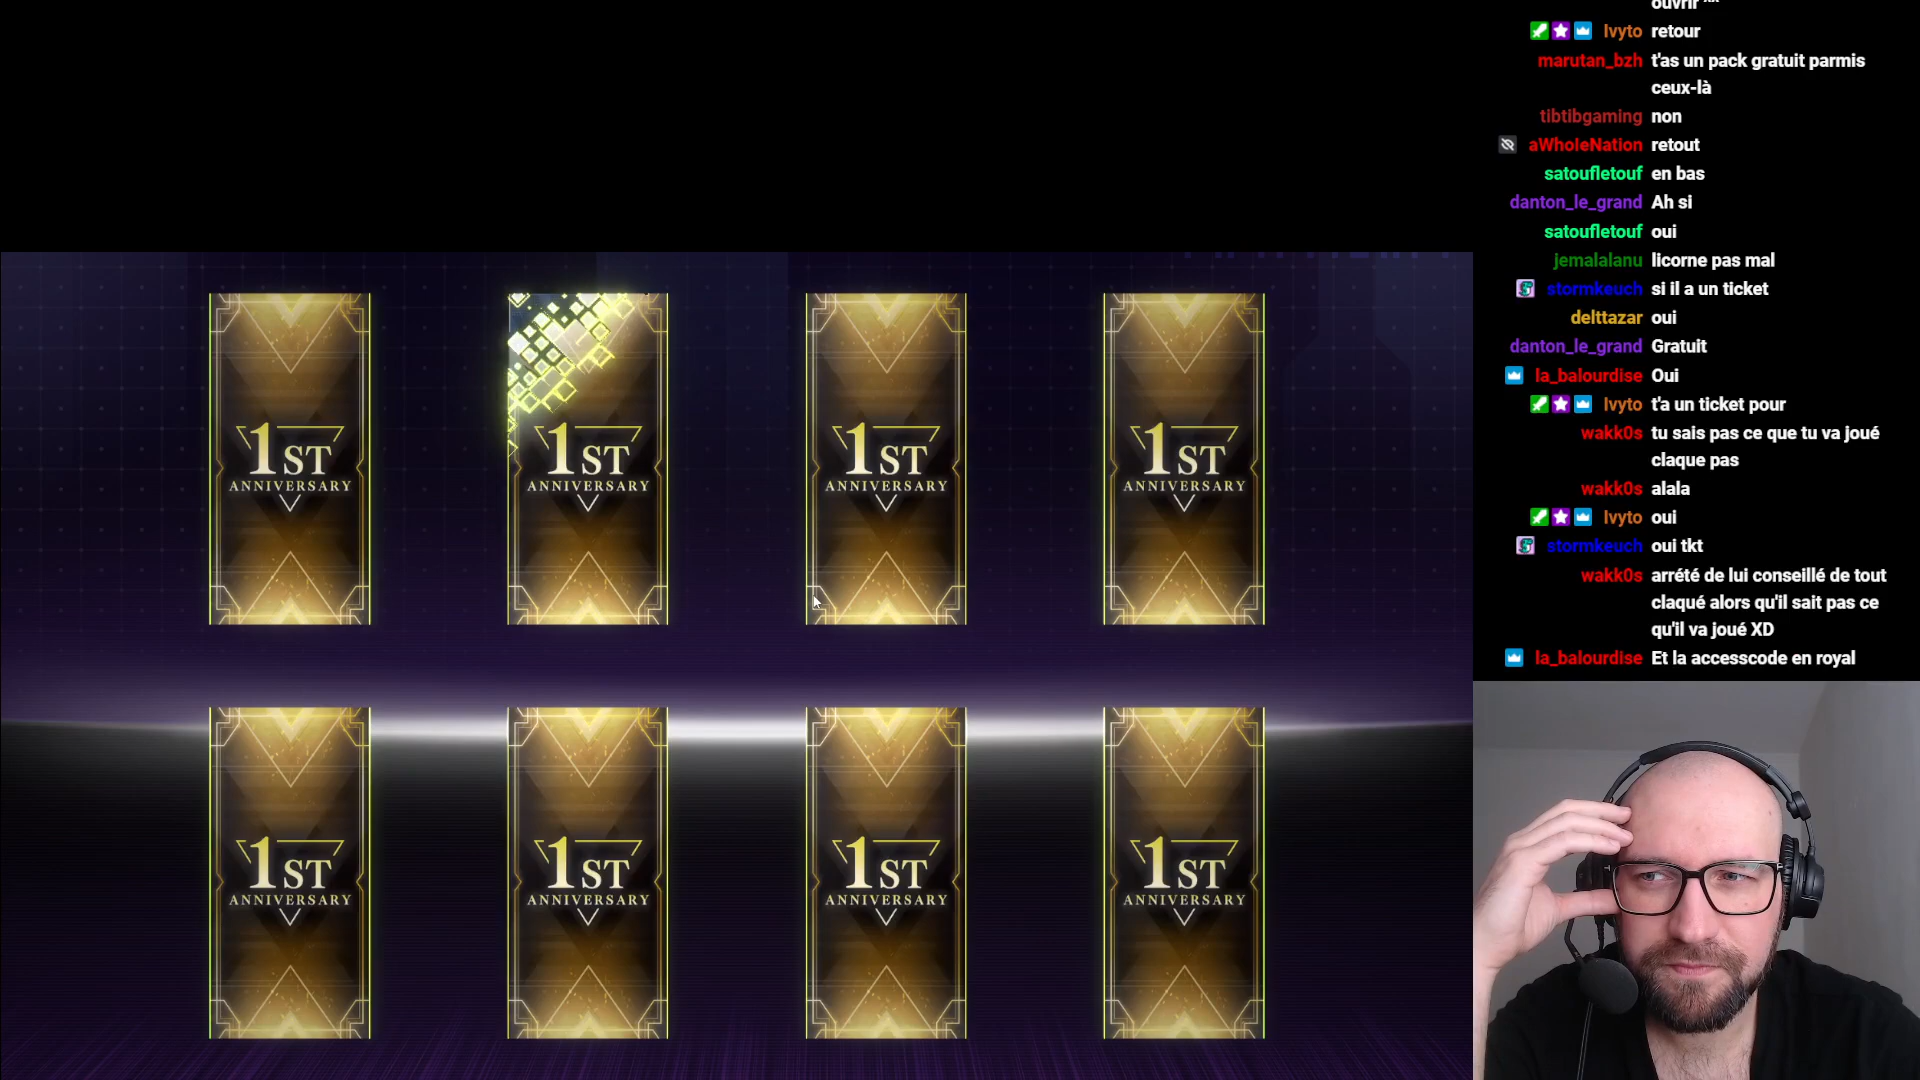 1ST
ANNIVERSARY
1ST
ANNIVERSARY
1ST
ANNIVERSARY
1ST
ANNIVERSARY
1ST
ANNIVERSARY
1ST
ANNIVERSARY
1ST
ANNIVERSARY
1ST
ANNIVERSARY
ouvrir ^^
lvyto retour
marutan_bzh t'as un pack gratuit parmis
ceux-là
tibtibgaming non
aWholeNation retout
satoufletouf en bas
danton_le_grand Ah si
satoufletouf oui
jemalalanu licorne pas mal
stormkeuch si il a un ticket
delttazar oui
danton_le_grand Gratuit
la_balourdise Oui
lvyto t'a un ticket pour
wakk0s tu sais pas ce que tu va joué
claque pas
wakk0s alala
lvyto oui
stormkeuch oui tkt
wakk0s arrété de lui conseillé de tout
claqué alors qu'il sait pas ce
qu'il va joué XD
la_balourdise Et la accesscode en royal